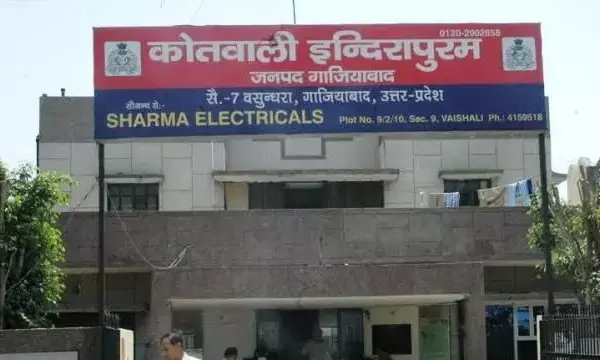 0120-2902858
कोतवाली इन्दिरापुरम
जनपद गाजियाबाद
सै.-7 वसुन्धरा, गाजियाबाद, उत्तर-प्रदेश
सौजन्य से:-
SHARMA ELECTRICALS Plot No. 9/2/10, Sec. 9, VAISHALI Ph.: 4159518